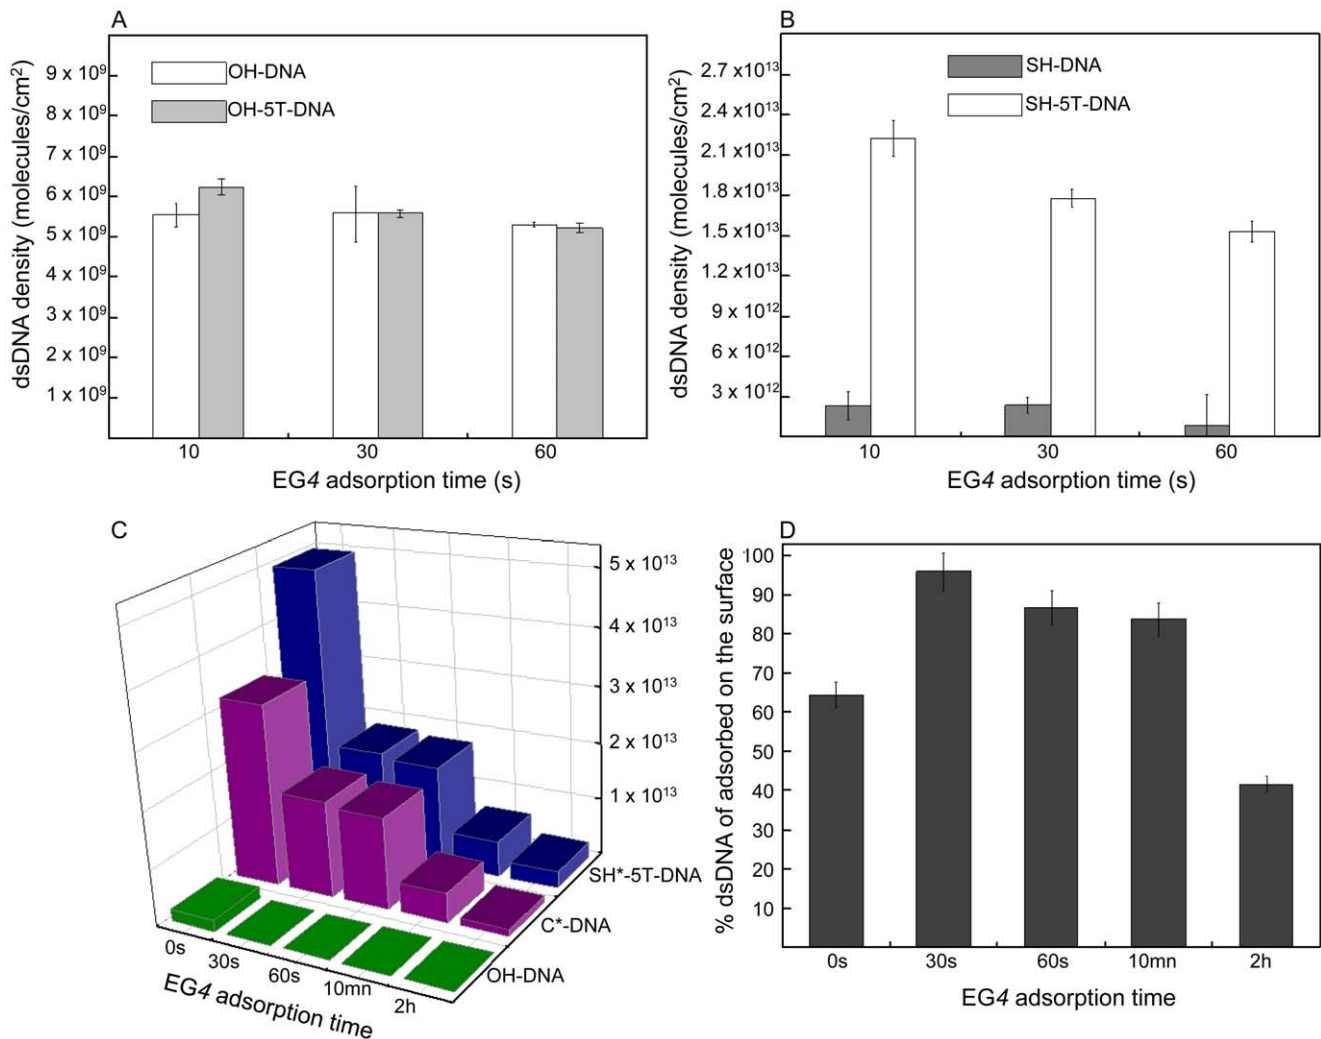 A
9 x 10⁹
8 x 10⁹
7 x 10⁹
6 x 10⁹
5 x 10⁹
4 x 10⁹
3 x 10⁹
2 x 10⁹
1 x 10⁹
dsDNA density (molecules/cm²)
OH-DNA
OH-5T-DNA
10 30 60
EG4 adsorption time (s)
B
2.7 x10¹³
2.4 x10¹³
2.1 x10¹³
1.8 x10¹³
1.5 x10¹³
1.2 x10¹³
9 x10¹²
6 x10¹²
3 x10¹²
dsDNA density (molecules/cm²)
SH-DNA
SH-5T-DNA
10 30 60
EG4 adsorption time (s)
C
5 x 10¹³
4 x 10¹³
3 x 10¹³
2 x 10¹³
1 x 10¹³
SH*-5T-DNA
C*-DNA
OH-DNA
0s 30s 60s 10mn 2h
EG4 adsorption time
D
100
90
80
70
60
50
40
30
20
10
% dsDNA of adsorbed on the surface
0s 30s 60s 10mn 2h
EG4 adsorption time